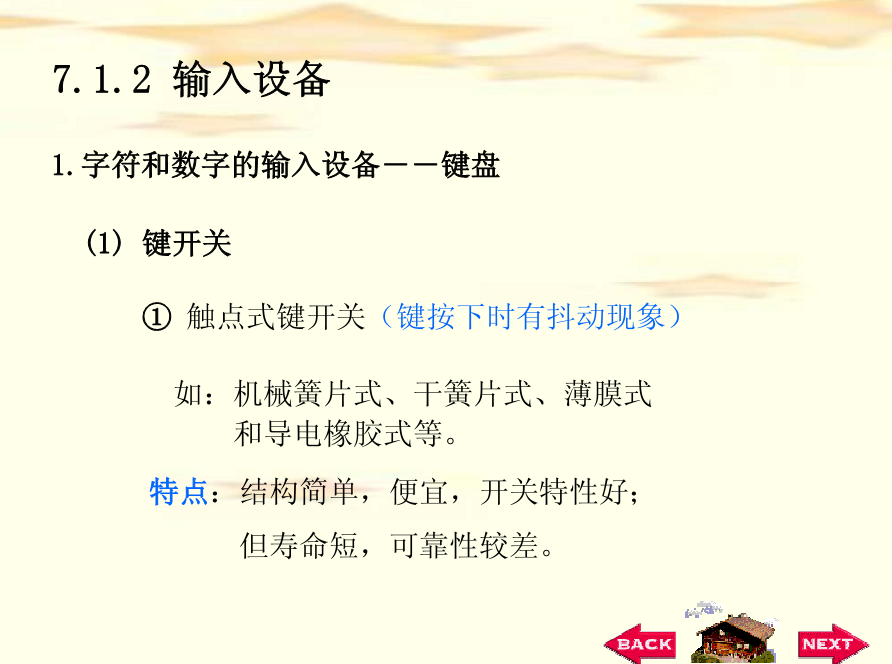 7.1.2 输入设备
1.字符和数字的输入设备――键盘
(1) 键开关
① 触点式键开关（键按下时有抖动现象）
如：机械簧片式、干簧片式、薄膜式
和导电橡胶式等。
特点：结构简单，便宜，开关特性好；
但寿命短，可靠性较差。
BACK NEXT